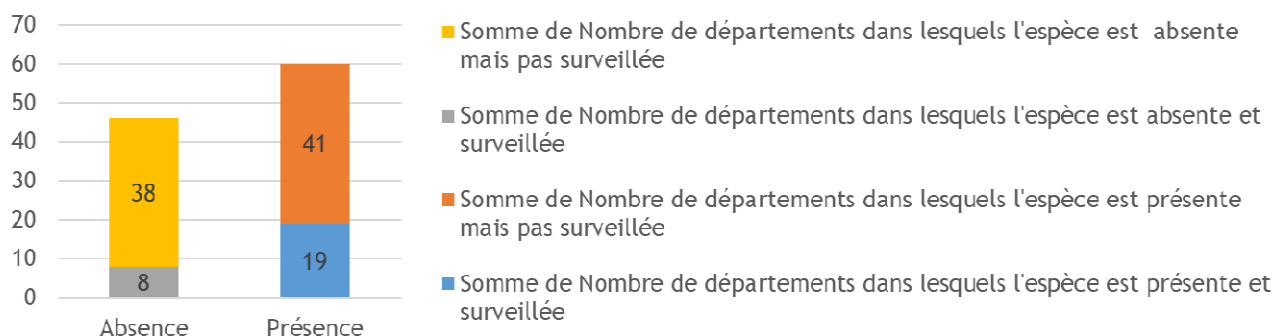 70
60
50
40
30
20
10
0
38
8
41
19
Absence
Présence
Somme de Nombre de départements dans lesquels l'espèce est absente
mais pas surveillée
Somme de Nombre de départements dans lesquels l'espèce est absente et
surveillée
Somme de Nombre de départements dans lesquels l'espèce est présente
mais pas surveillée
Somme de Nombre de départements dans lesquels l'espèce est présente et
surveillée